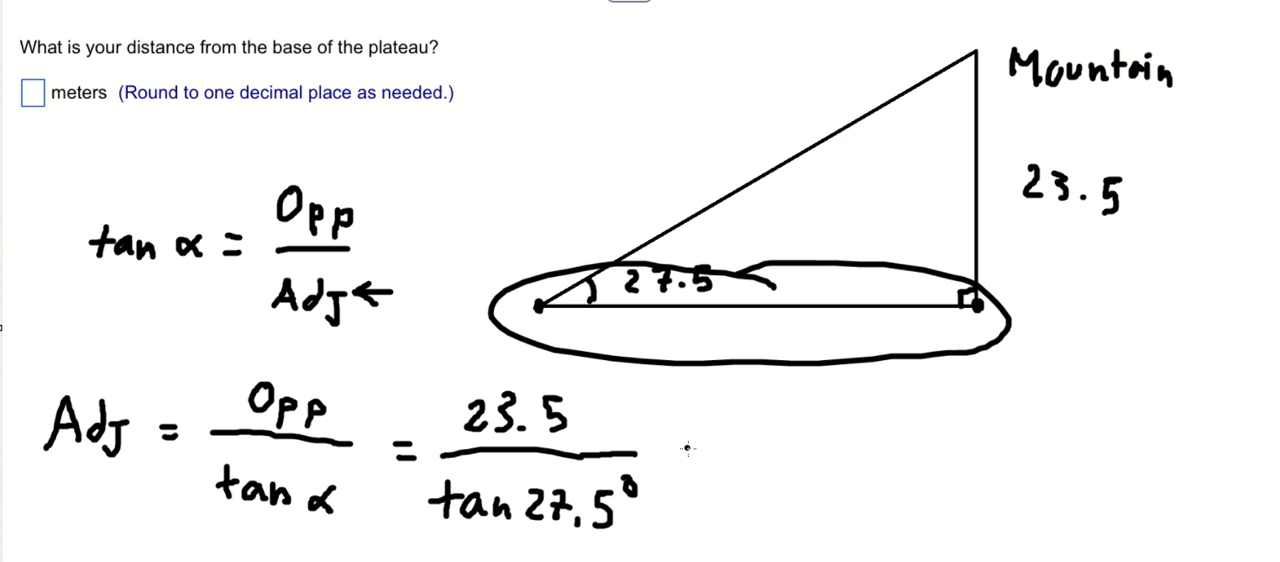 What is your distance from the base of the plateau?
meters (Round to one decimal place as needed.)
Mountain
23.5
27.5
tan α = Opp
Adj ←
Adj = Opp = 23.5
tan α tan 27.5°